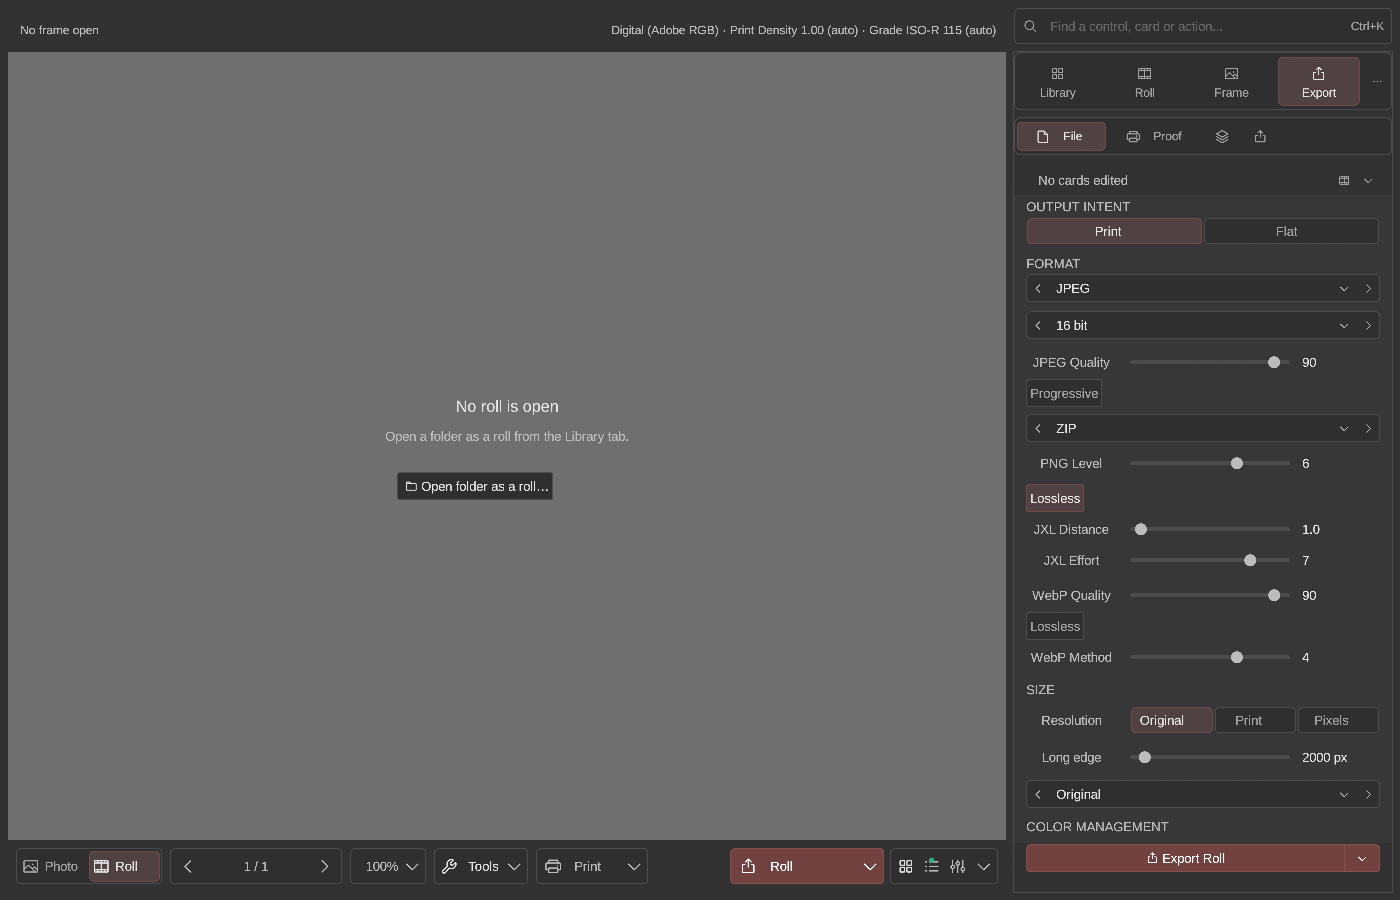 No frame open
Digital (Adobe RGB) · Print Density 1.00 (auto) · Grade ISO-R 115 (auto)
Find a control, card or action...
Ctrl+K
Library
Roll
Frame
Export
...
File
Proof
No cards edited
OUTPUT INTENT
Print
Flat
FORMAT
JPEG
16 bit
JPEG Quality
90
Progressive
ZIP
PNG Level
6
Lossless
JXL Distance
1.0
JXL Effort
7
WebP Quality
90
Lossless
WebP Method
4
SIZE
Resolution
Original
Print
Pixels
Long edge
2000 px
Original
COLOR MANAGEMENT
Export Roll
No roll is open
Open a folder as a roll from the Library tab.
Open folder as a roll...
Photo
Roll
1 / 1
100%
Tools
Print
Roll